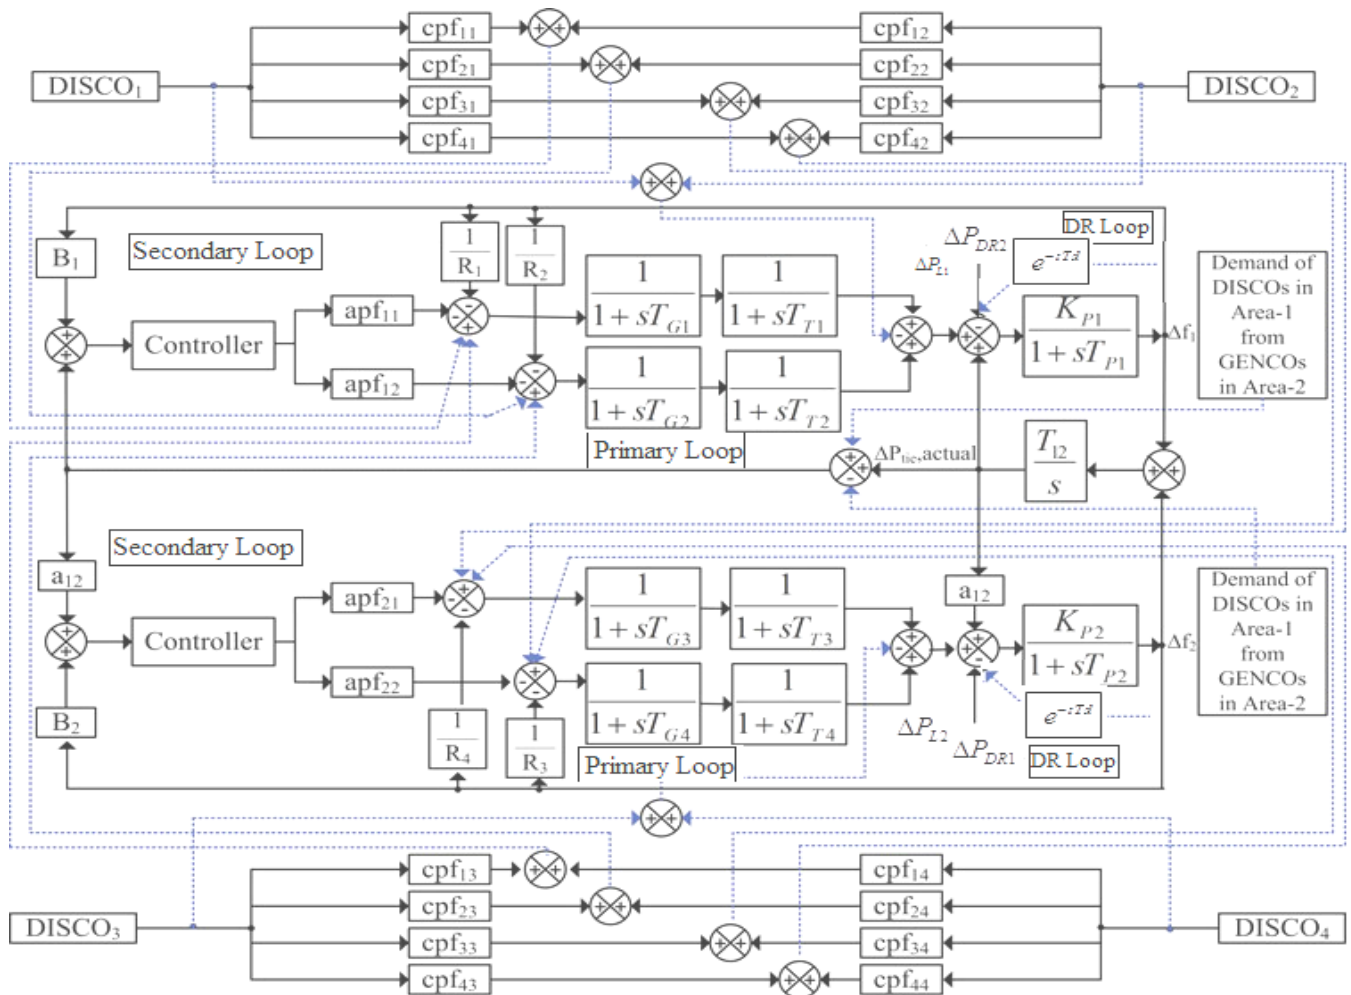 cpf11
cpf12
cpf21
cpf22
DISCO1
DISCO2
cpf31
cpf32
cpf41
cpf42
B1
Secondary Loop
1
R1
1
R2
ΔPDR2
ΔPL1
DR Loop
e^-sTd
Demand of
DISCOs in
Area-1
from
GENCOs
in Area-2
Controller
apf11
apf12
1
1 + sTG1
1
1 + sTT1
KP1
1 + sTP1
Δf1
1
1 + sTG2
1
1 + sTT2
Primary Loop
ΔPtie,actual
T12
s
Secondary Loop
a12
Controller
apf21
apf22
1
1 + sTG3
1
1 + sTT3
a12
KP2
1 + sTP2
Δf2
Demand of
DISCOs in
Area-1
from
GENCOs
in Area-2
1
1 + sTG4
1
1 + sTT4
B2
1
R4
1
R3
Primary Loop
ΔPL2
ΔPDR1
e^-sTd
DR Loop
cpf13
cpf14
cpf23
cpf24
DISCO3
DISCO4
cpf33
cpf34
cpf43
cpf44